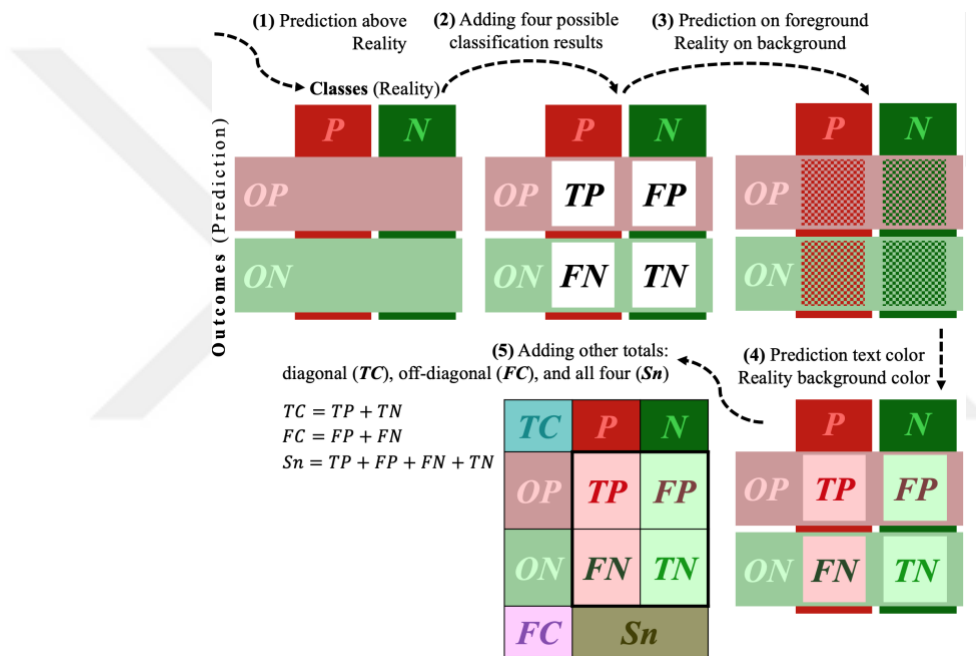 (1) Prediction above
Reality
(2) Adding four possible
classification results
(3) Prediction on foreground
Reality on background
Classes (Reality)
Outcomes (Prediction)
P N
OP
ON
P N
OP TP FP
ON FN TN
P N
OP
ON
(4) Prediction text color
Reality background color
P N
OP TP FP
ON FN TN
(5) Adding other totals:
diagonal (TC), off-diagonal (FC), and all four (Sn)
TC = TP + TN
FC = FP + FN
Sn = TP + FP + FN + TN
TC P N
OP TP FP
ON FN TN
FC Sn